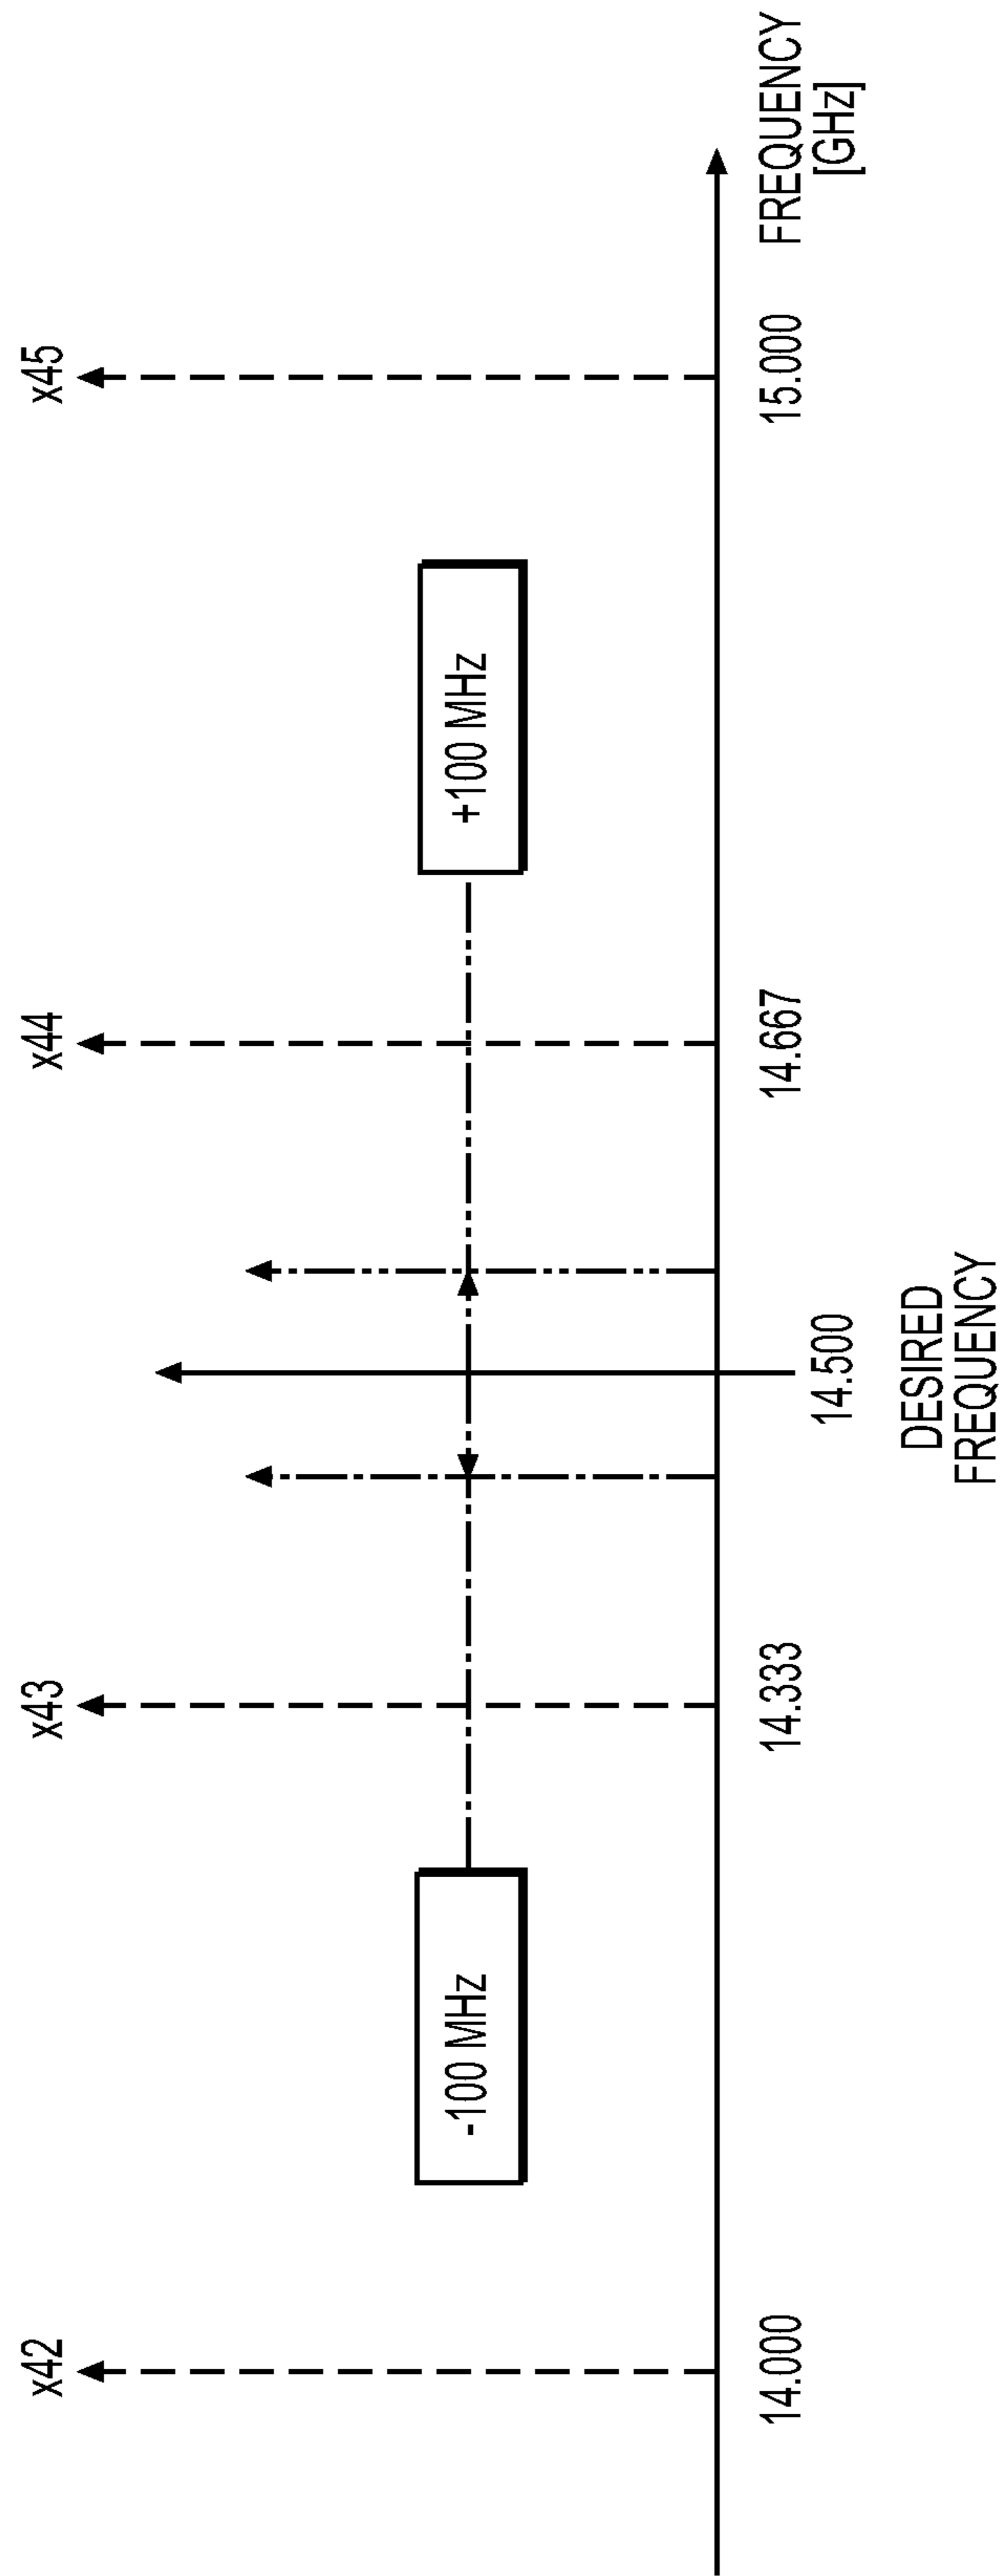 x42
x43
x44
x45
-100 MHz
+100 MHz
14.000
14.333
14.500
14.667
15.000
FREQUENCY
[GHz]
DESIRED
FREQUENCY